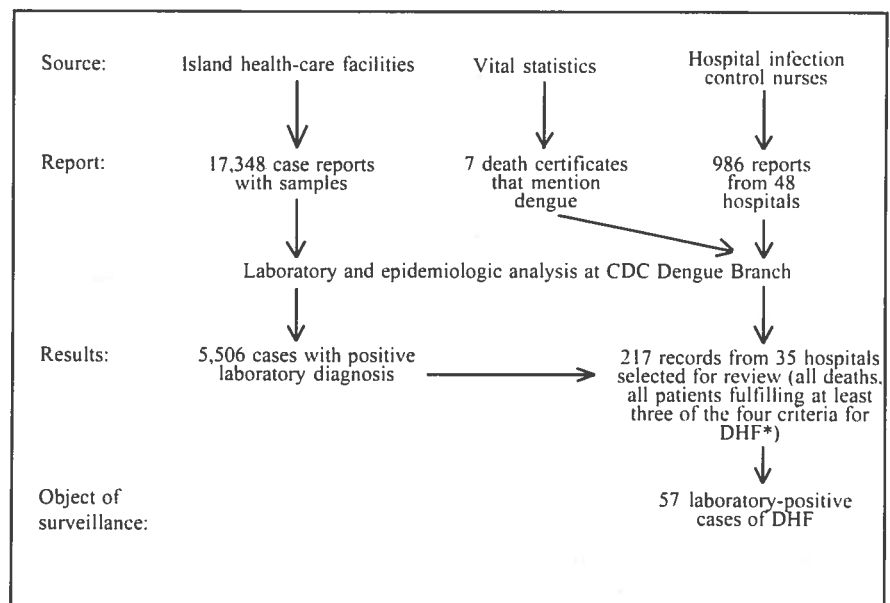 Source:
Island health-care facilities
Vital statistics
Hospital infection
control nurses
Report:
17,348 case reports
with samples
7 death certificates
that mention
dengue
986 reports
from 48
hospitals
Laboratory and epidemiologic analysis at CDC Dengue Branch
Results:
5,506 cases with positive
laboratory diagnosis
217 records from 35 hospitals
selected for review (all deaths,
all patients fulfilling at least
three of the four criteria for
DHF*)
Object of
surveillance:
57 laboratory-positive
cases of DHF